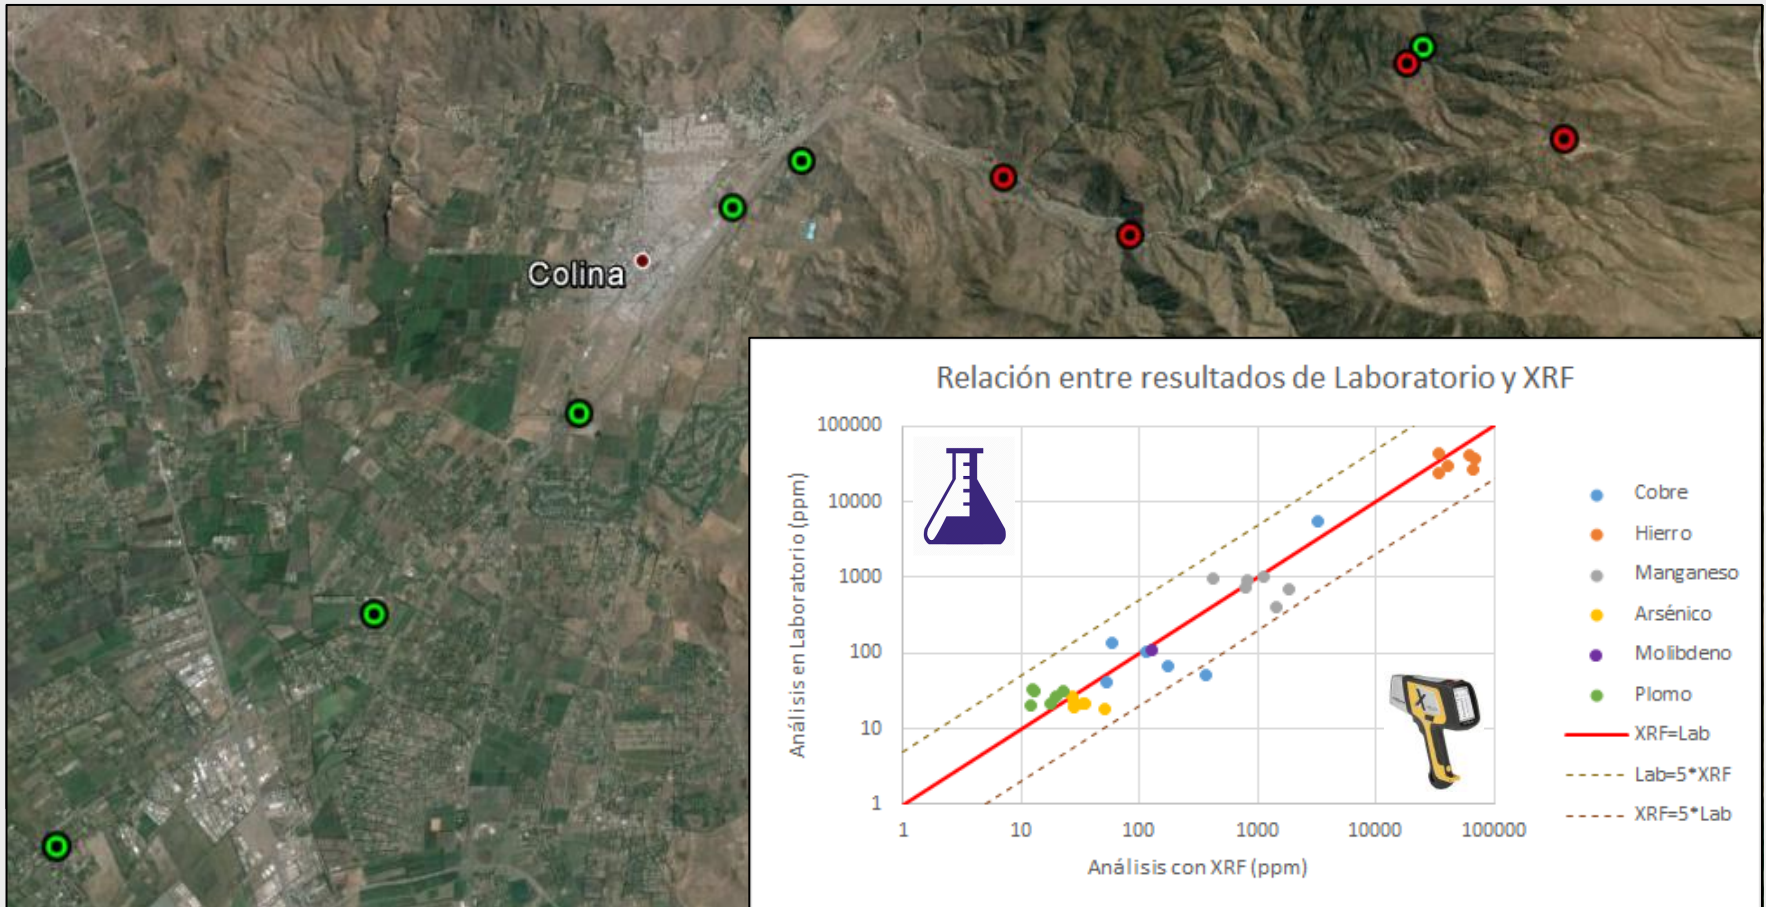 Colina
Relación entre resultados de Laboratorio y XRF
100000
10000
1000
100
10
1
Análisis en Laboratorio (ppm)
1
10
100
1000
10000
100000
Análisis con XRF (ppm)
Cobre
Hierro
Manganeso
Arsénico
Molibdeno
Plomo
XRF=Lab
Lab=5*XRF
XRF=5*Lab
X